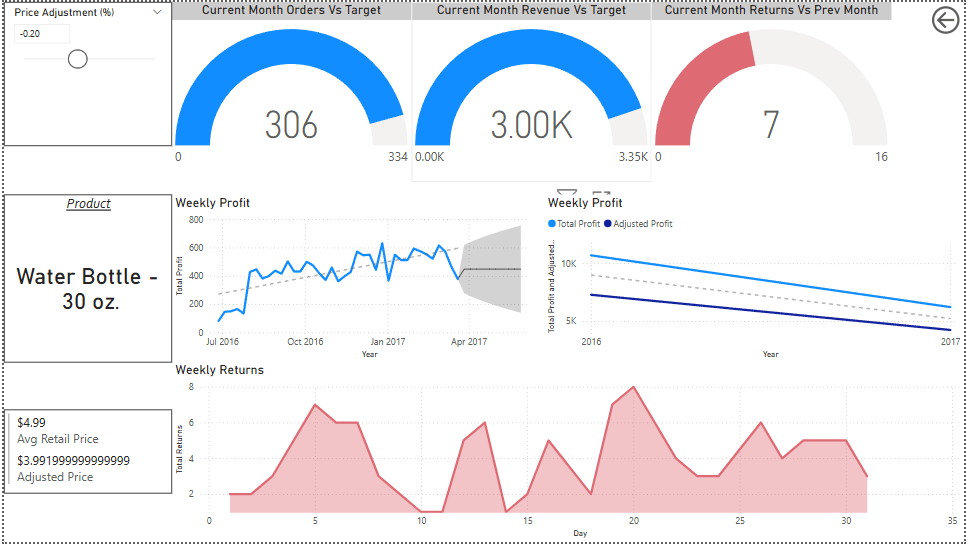 Price Adjustment (%)
-0.20
Current Month Orders Vs Target
306
0
334
Current Month Revenue Vs Target
3.00K
0.00K
3.35K
Current Month Returns Vs Prev Month
7
0
16
Product
Water Bottle -
30 oz.
Weekly Profit
Total Profit
800
600
400
200
0
Jul 2016
Oct 2016
Jan 2017
Apr 2017
Year
Weekly Profit
Total Profit
Adjusted Profit
Total Profit and Adjusted...
10K
5K
2016
2017
Year
Weekly Returns
$4.99
Avg Retail Price
$3.991999999999999
Adjusted Price
Total Returns
8
6
4
2
0
5
10
15
20
25
30
35
Day